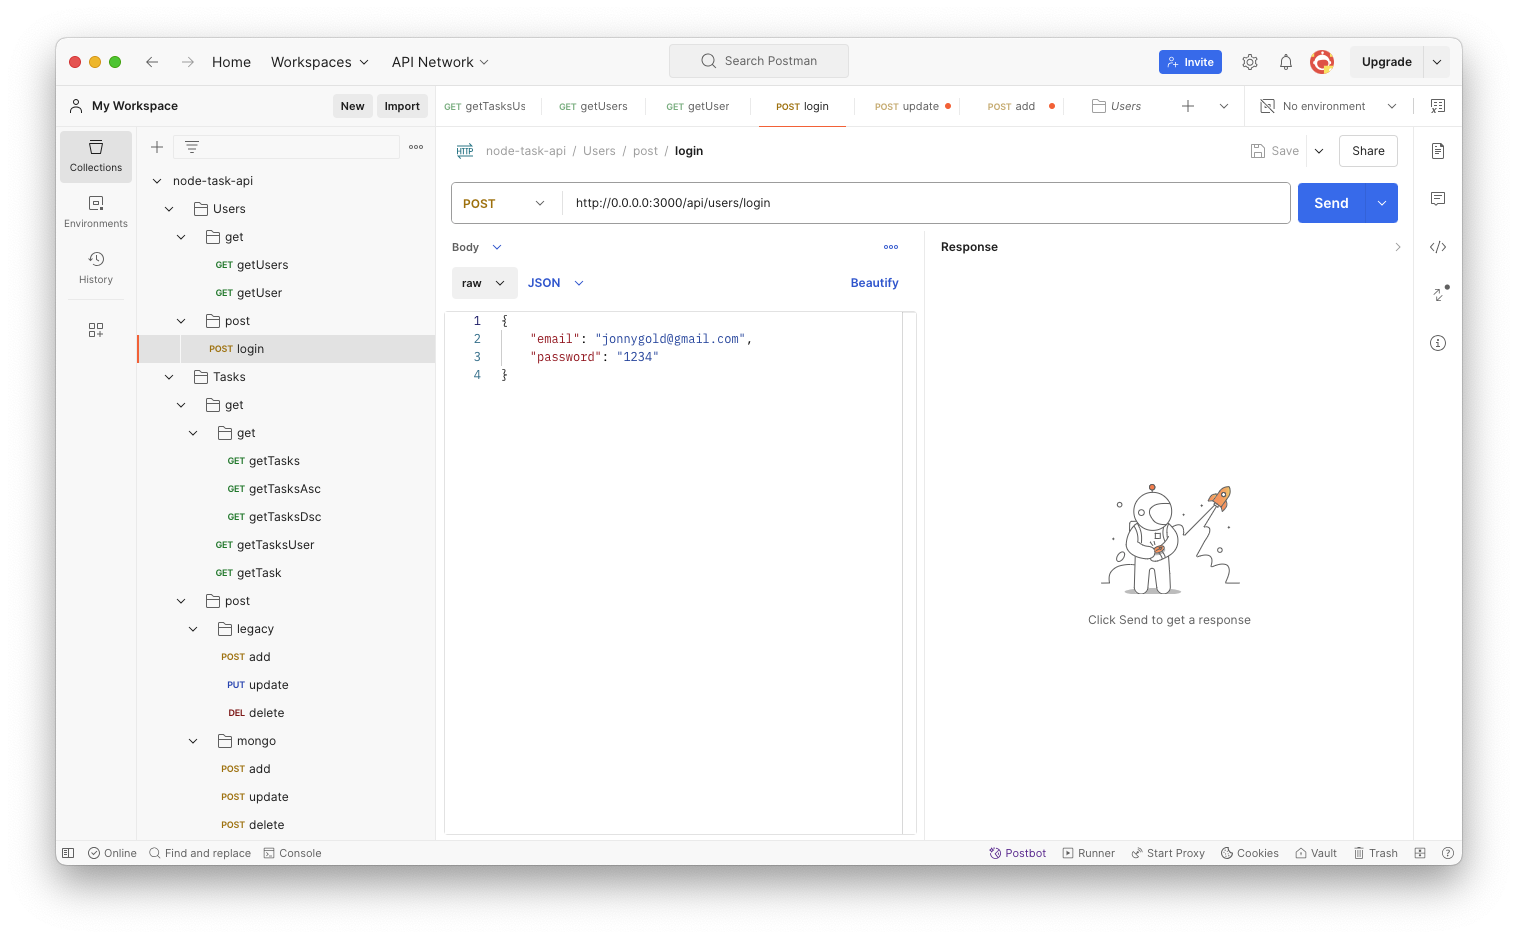 Home Workspaces API Network Search Postman Invite Upgrade
My Workspace New Import GET getTasksUs GET getUsers GET getUser POST login POST update POST add Users No environment
Collections
Environments
History
node-task-api
Users
get
GET getUsers
GET getUser
post
POST login
Tasks
get
get
GET getTasks
GET getTasksAsc
GET getTasksDsc
GET getTasksUser
GET getTask
post
legacy
POST add
PUT update
DEL delete
mongo
POST add
POST update
POST delete
HTTP node-task-api / Users / post / login Save Share
POST http://0.0.0.0:3000/api/users/login Send
Body Response
raw JSON Beautify
1 {
2 "email": "jonnygold@gmail.com",
3 "password": "1234"
4 }
Click Send to get a response
Online Find and replace Console Postbot Runner Start Proxy Cookies Vault Trash